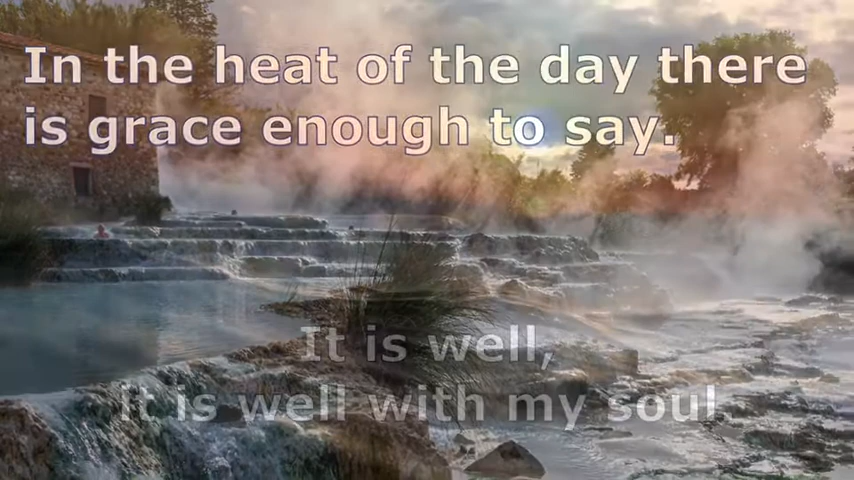 In the heat of the day there
is grace enough to say.
It is well,
it is well with my soul.